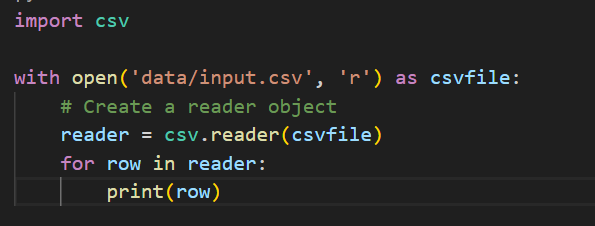 import csv
with open('data/input.csv', 'r') as csvfile:
# Create a reader object
reader = csv.reader(csvfile)
for row in reader:
print(row)